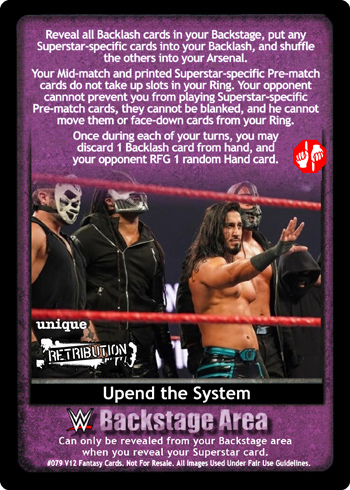 Reveal all Backlash cards in your Backstage, put any
Superstar-specific cards into your Backlash, and shuffle
the others into your Arsenal.
Your Mid-match and printed Superstar-specific Pre-match
cards do not take up slots in your Ring. Your opponent
cannnot prevent you from playing Superstar-specific
Pre-match cards, they cannot be blanked, and he cannot
move them or face-down cards from your Ring.
Once during each of your turns, you may
discard 1 Backlash card from hand, and
your opponent RFG 1 random Hand card.
unique
RETRIBUTION
Upend the System
W Backstage Area
Can only be revealed from your Backstage area
when you reveal your Superstar card.
#079 V12 Fantasy Cards. Not For Resale. All Images Used Under Fair Use Guidelines.